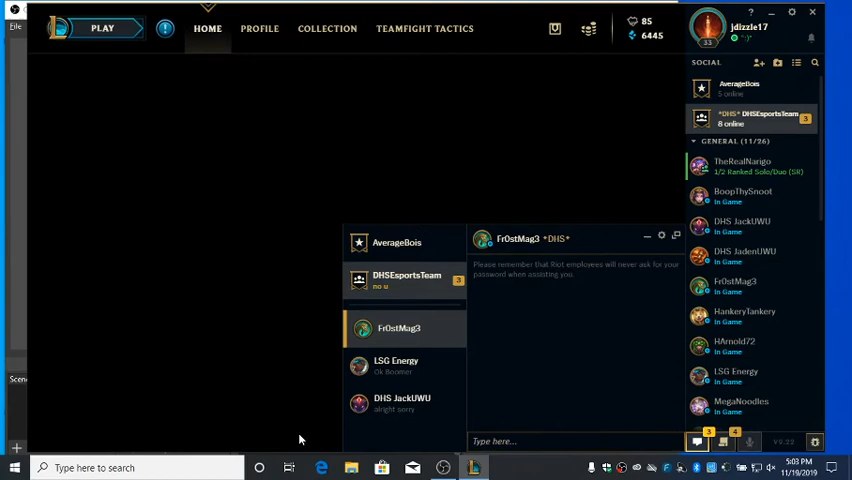 File
PLAY
HOME
PROFILE
COLLECTION
TEAMFIGHT TACTICS
85
6445
jdizzle17
^:)^
33
SOCIAL
AverageBois
5 online
*DHS* DHSEsportsTeam
8 online
3
GENERAL (11/26)
TheRealNarigo
1/2 Ranked Solo/Duo (SR)
BoopThySnoot
In Game
DHS JackUWU
In Game
DHS JadenUWU
In Game
Fr0stMag3
In Game
HankeryTankery
In Game
HArnold72
In Game
LSG Energy
In Game
MegaNoodles
In Game
AverageBois
DHSEsportsTeam
no u
3
Fr0stMag3
LSG Energy
Ok Boomer
DHS JackUWU
alright sorry
Fr0stMag3 *DHS*
Please remember that Riot employees will never ask for your
password when assisting you.
Type here...
3
4
V9.22
Scene
Type here to search
5:03 PM
11/19/2019